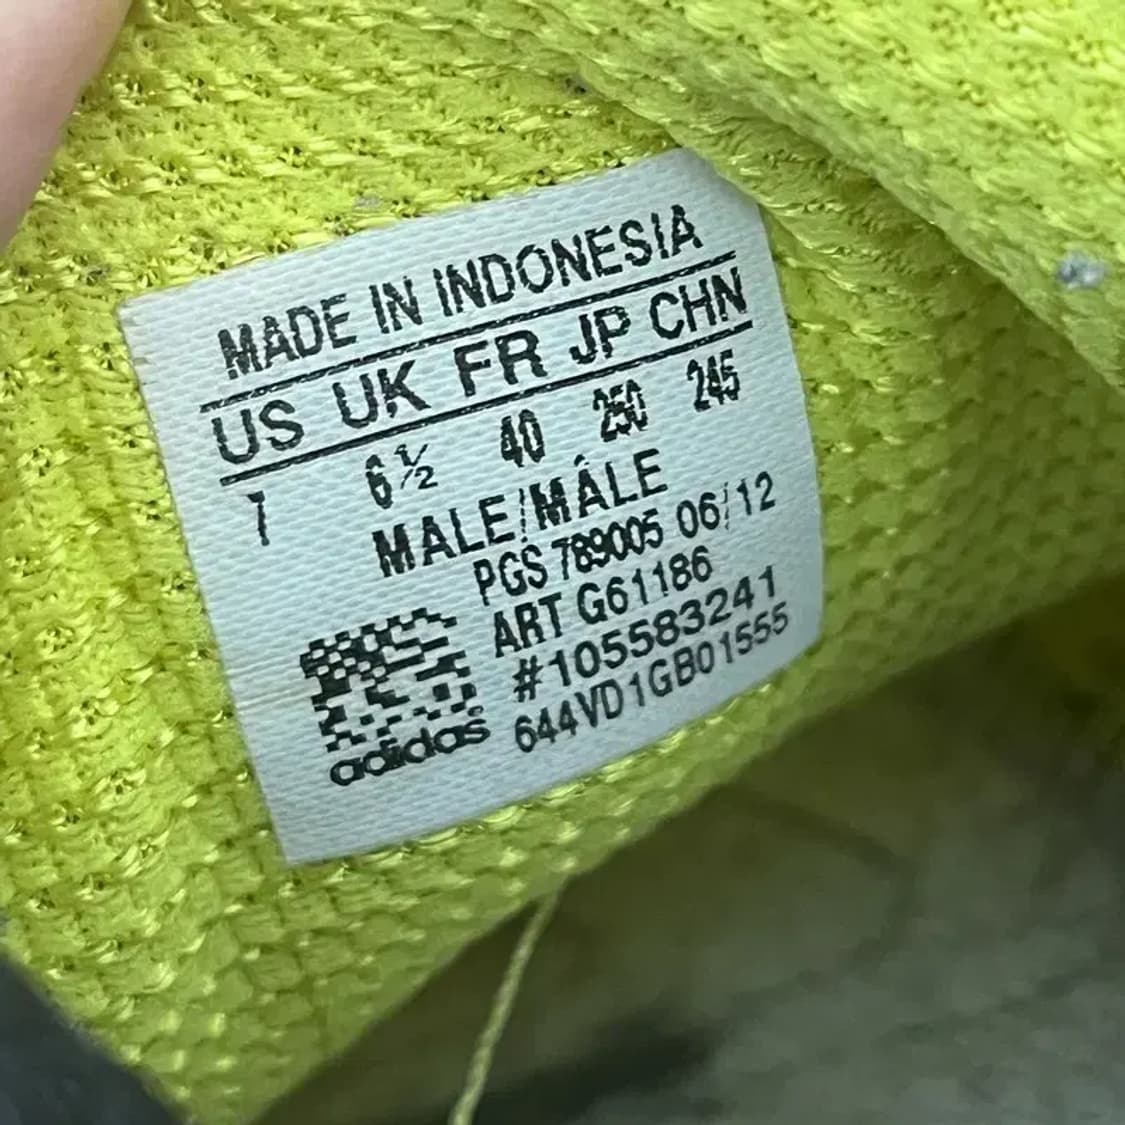 MADE IN INDONESIA
US UK FR JP CHN
7 6½ 40 250 245
MALE/MÂLE
PGS 789005 06/12
ART G61186
#105583241
644VD1GB01555
adidas